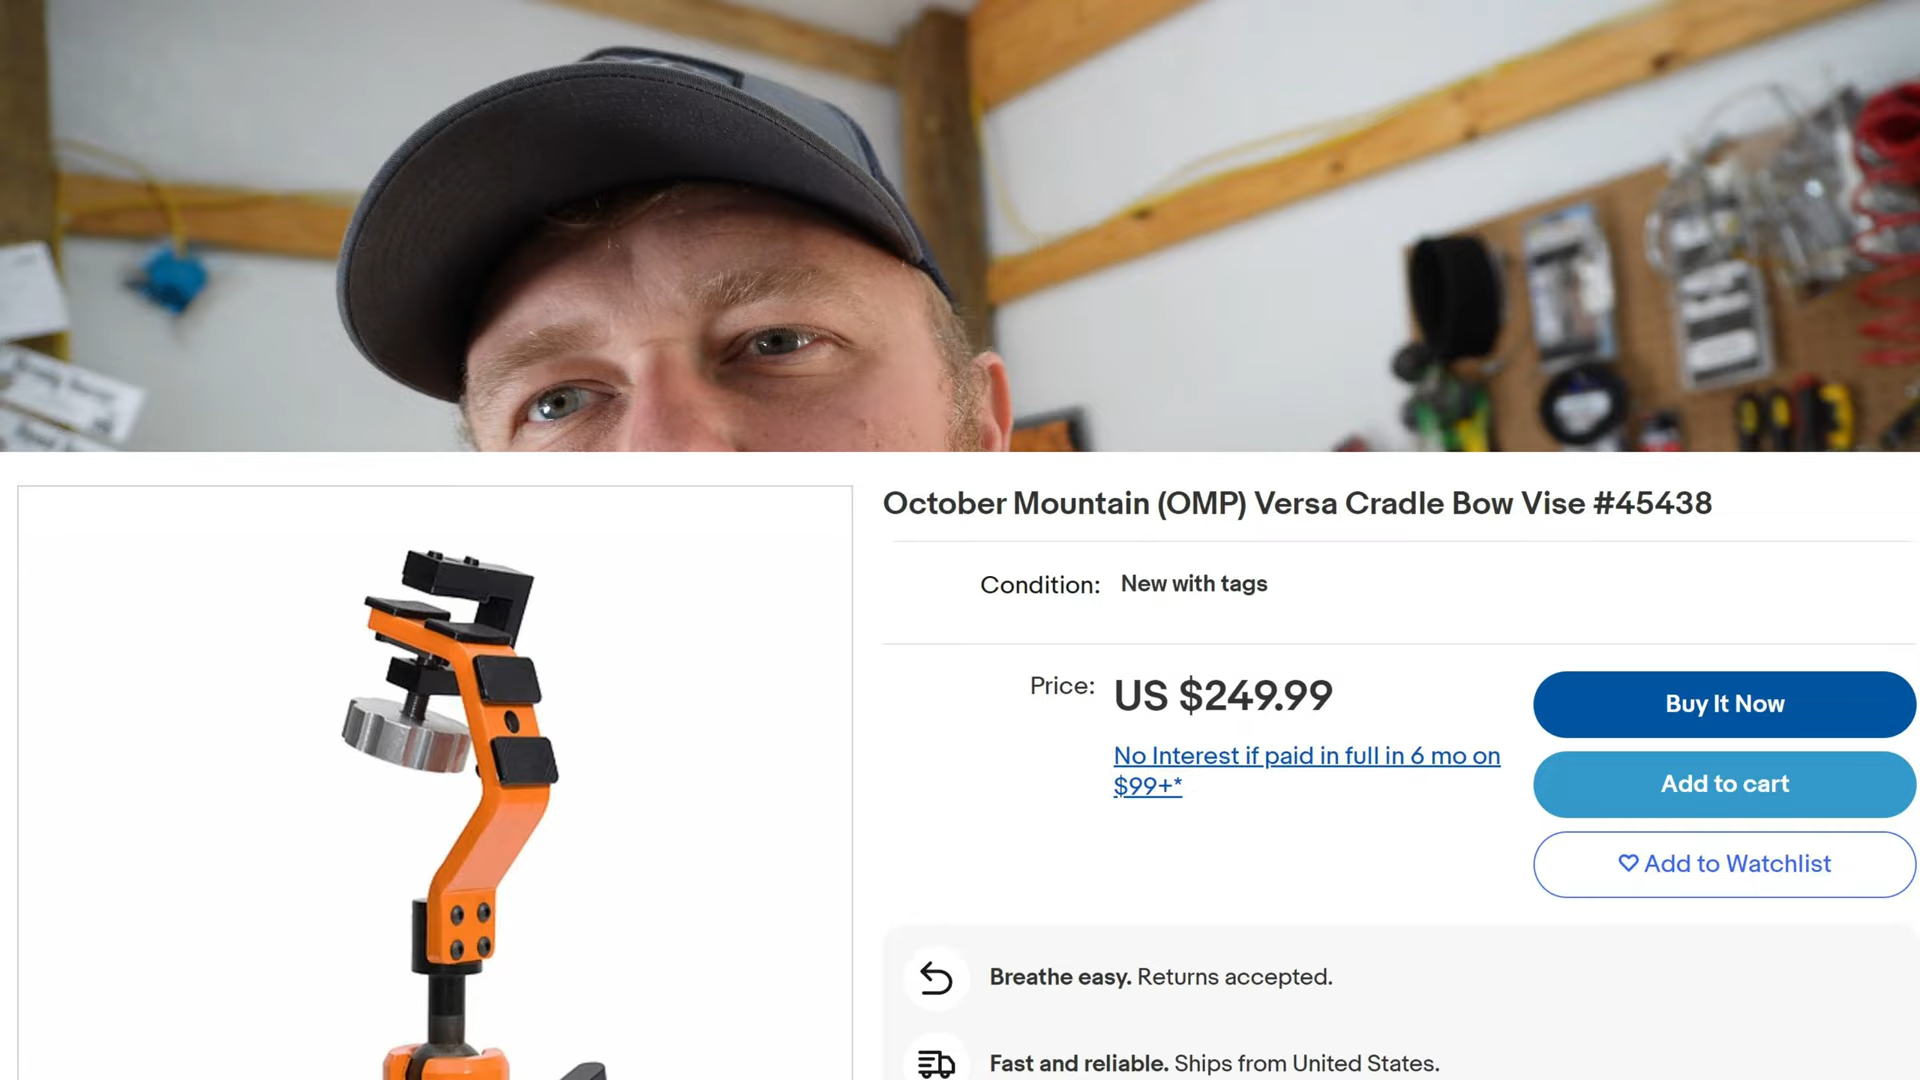 October Mountain (OMP) Versa Cradle Bow Vise #45438
Condition: New with tags
Price: US $249.99
No Interest if paid in full in 6 mo on
$99+*
Buy It Now
Add to cart
Add to Watchlist
Breathe easy. Returns accepted.
Fast and reliable. Ships from United States.